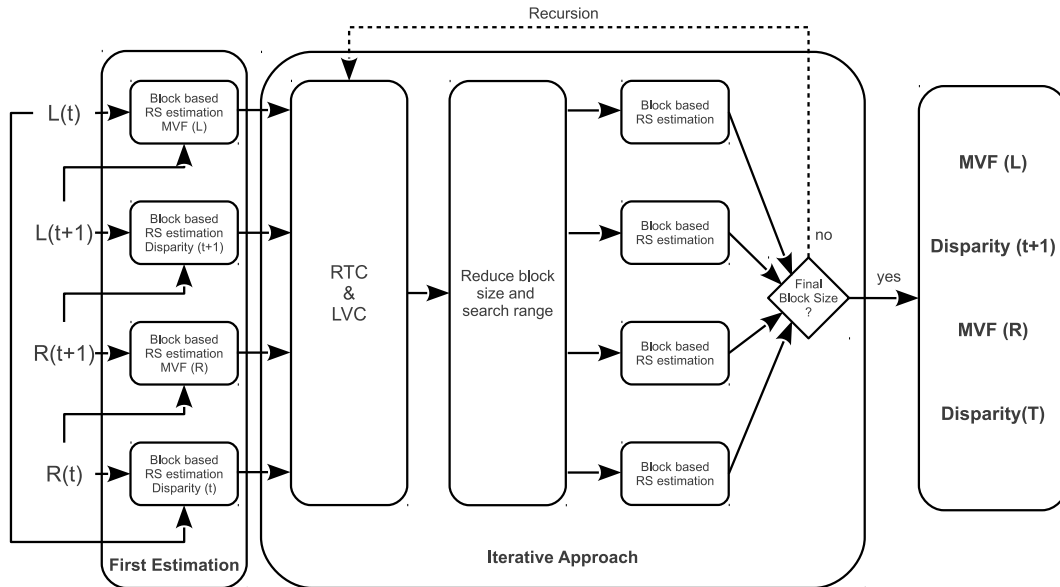 Recursion
L(t)
Block based
RS estimation
MVF (L)
L(t+1)
Block based
RS estimation
Disparity (t+1)
R(t+1)
Block based
RS estimation
MVF (R)
R(t)
Block based
RS estimation
Disparity (t)
First Estimation
RTC
&
LVC
Reduce block
size and
search range
Block based
RS estimation
Block based
RS estimation
Block based
RS estimation
Block based
RS estimation
Iterative Approach
no
Final
Block Size
?
yes
MVF (L)
Disparity (t+1)
MVF (R)
Disparity(T)